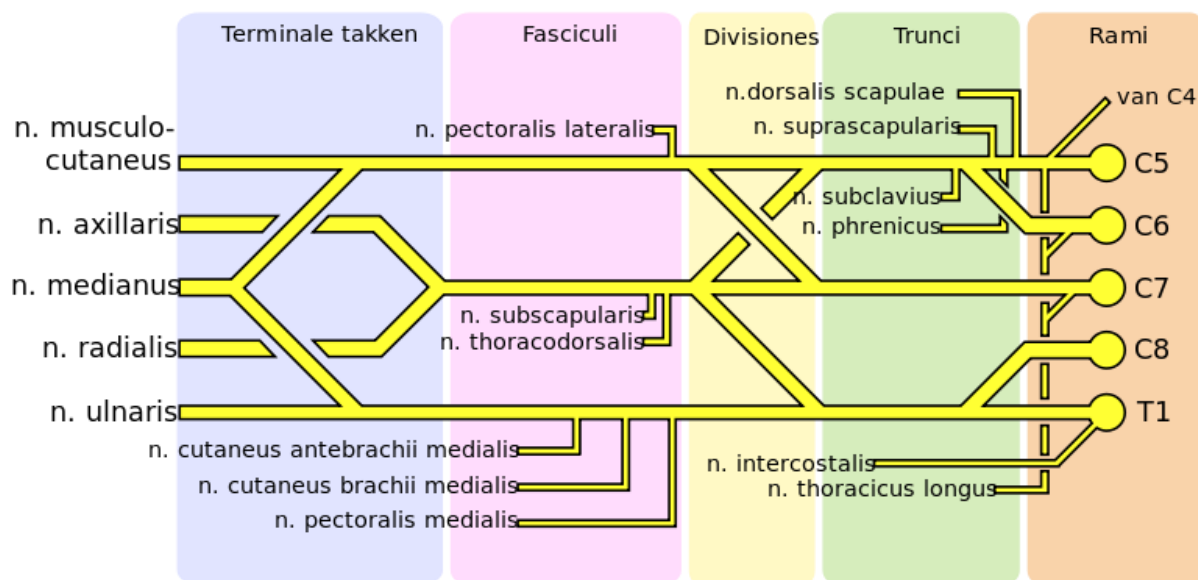 Terminale takken
Fasciculi
Divisiones
Trunci
Rami
n.dorsalis scapulae
van C4
n. musculo-
cutaneus
n. pectoralis lateralis
n. suprascapularis
C5
n. subclavius
n. axillaris
n. phrenicus
C6
n. medianus
C7
n. subscapularis
n. thoracodorsalis
n. radialis
C8
n. ulnaris
T1
n. cutaneus antebrachii medialis
n. intercostalis
n. cutaneus brachii medialis
n. thoracicus longus
n. pectoralis medialis